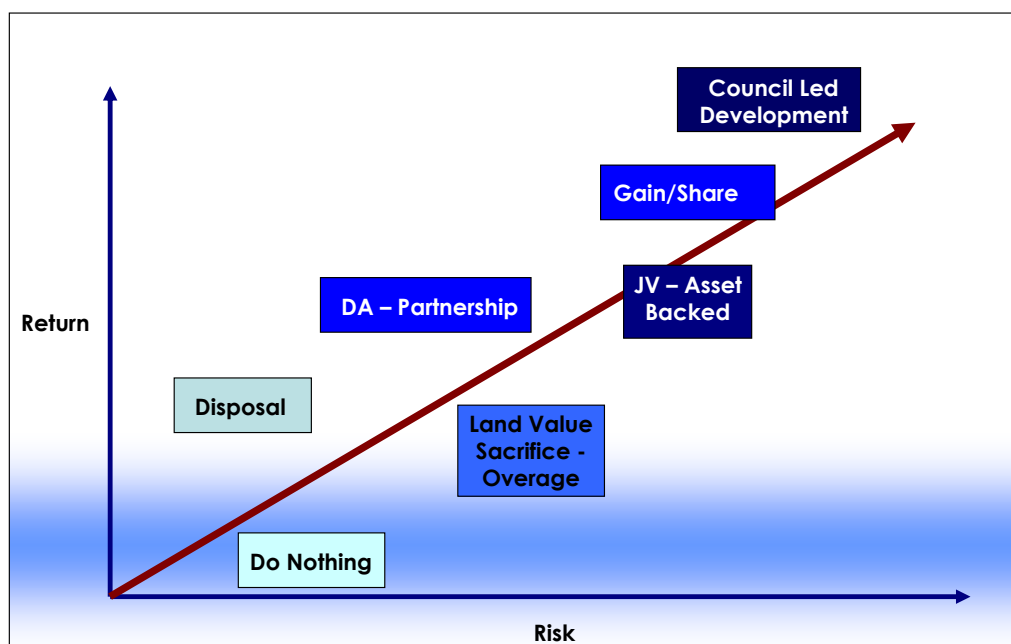 Council Led
Development
Gain/Share
JV – Asset
Backed
DA – Partnership
Return
Disposal
Land Value
Sacrifice -
Overage
Do Nothing
Risk